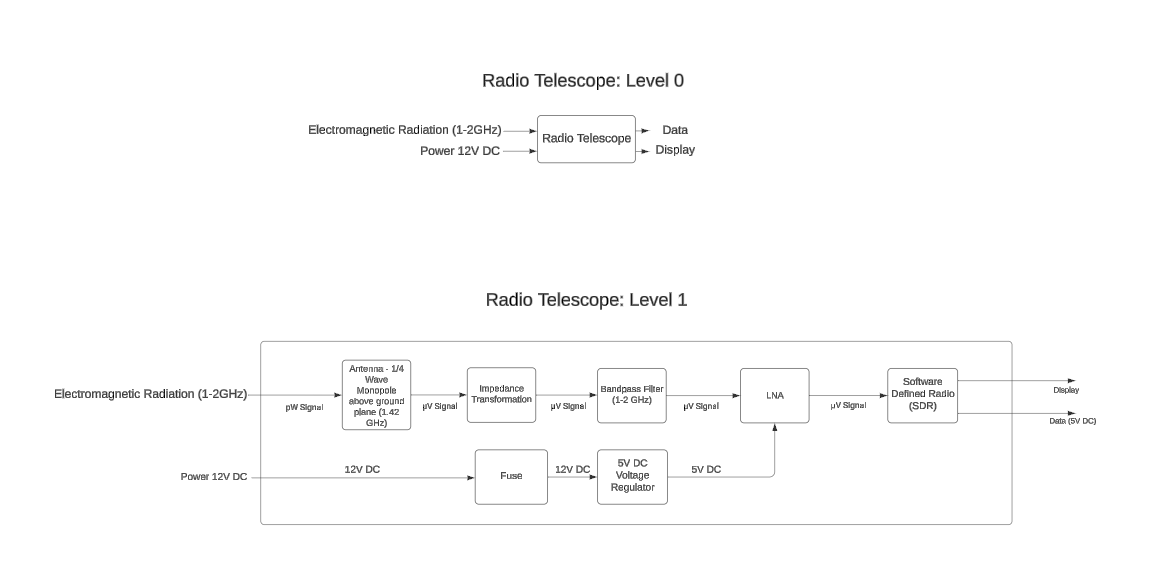 Radio Telescope: Level 0
Electromagnetic Radiation (1-2GHz)
Power 12V DC
Radio Telescope
Data
Display
Radio Telescope: Level 1
Electromagnetic Radiation (1-2GHz)
pW Signal
Antenna - 1/4
Wave
Monopole
above ground
plane (1.42
GHz)
μV Signal
Impedance
Transformation
μV Signal
Bandpass Filter
(1-2 GHz)
μV Signal
LNA
μV Signal
Software
Defined Radio
(SDR)
Display
Data (5V DC)
Power 12V DC
12V DC
Fuse
12V DC
5V DC
Voltage
Regulator
5V DC